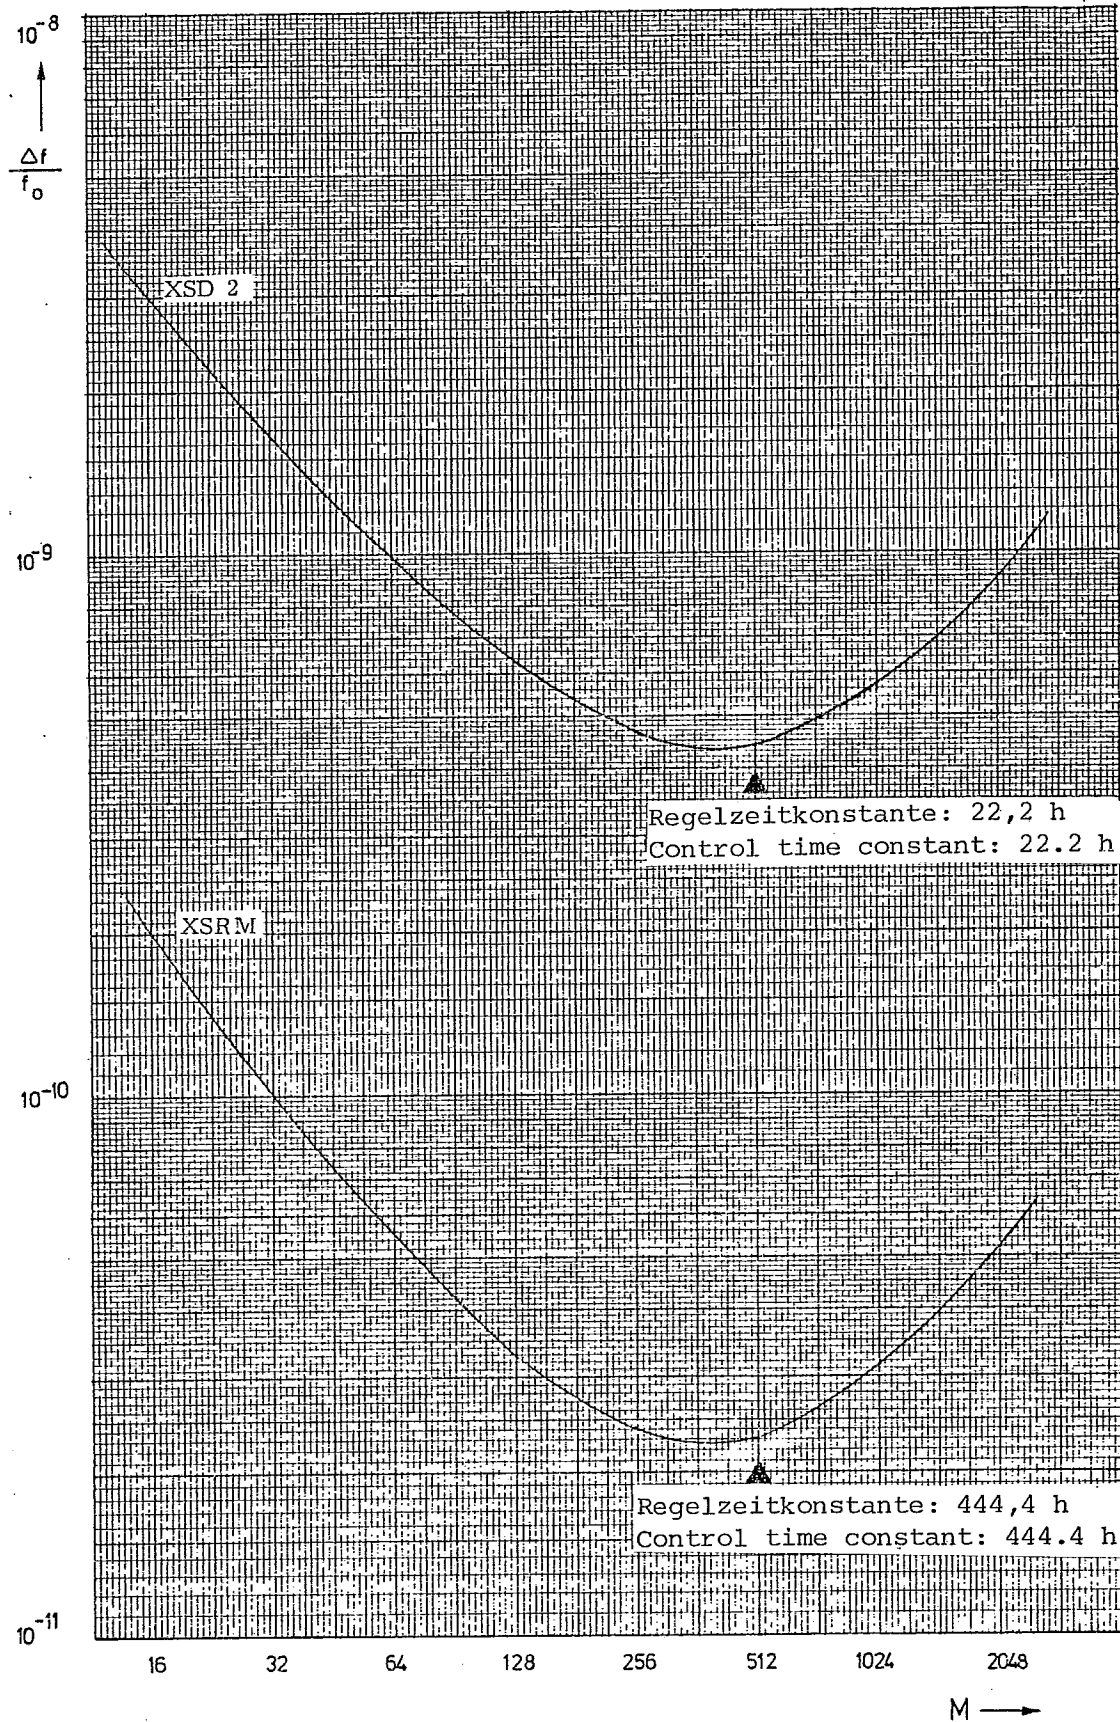 10⁻⁸
Δf
f₀
XSD 2
10⁻⁹
Regelzeitkonstante: 22,2 h
Control time constant: 22.2 h
XSRM
10⁻¹⁰
Regelzeitkonstante: 444,4 h
Control time constant: 444.4 h
10⁻¹¹
16 32 64 128 256 512 1024 2048
M